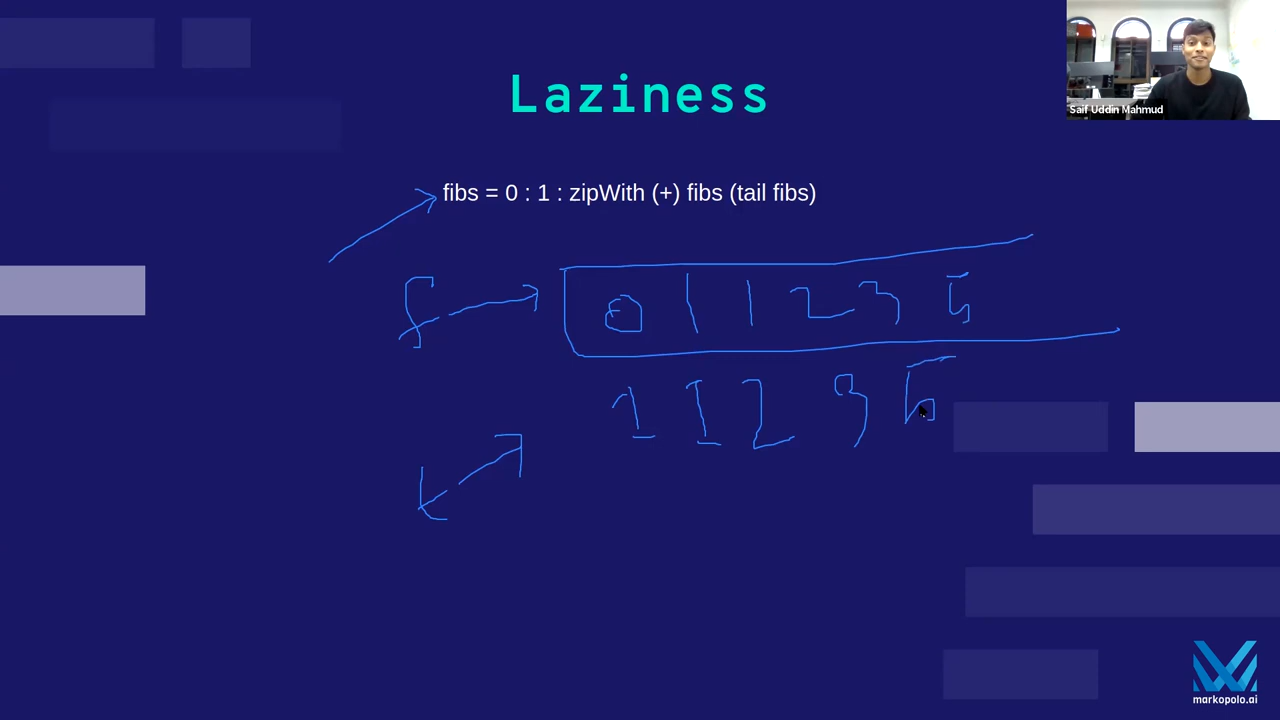 Saif Uddin Mahmud
Laziness
fibs = 0 : 1 : zipWith (+) fibs (tail fibs)
f 0 1 1 2 3 5
1 1 2 3 5
t
markopolo.ai